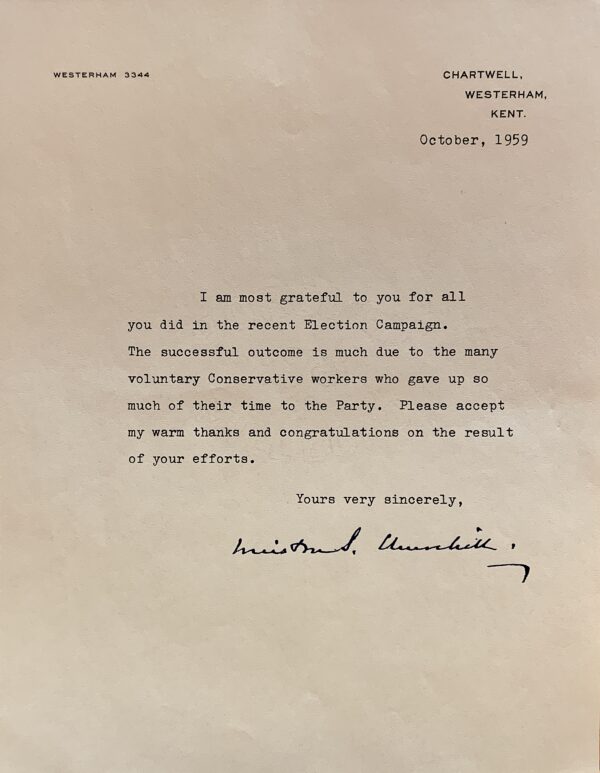 WESTERHAM 3344
CHARTWELL,
WESTERHAM,
KENT.
October, 1959
I am most grateful to you for all
you did in the recent Election Campaign.
The successful outcome is much due to the many
voluntary Conservative workers who gave up so
much of their time to the Party.  Please accept
my warm thanks and congratulations on the result
of your efforts.
Yours very sincerely,
Winston S. Churchill.